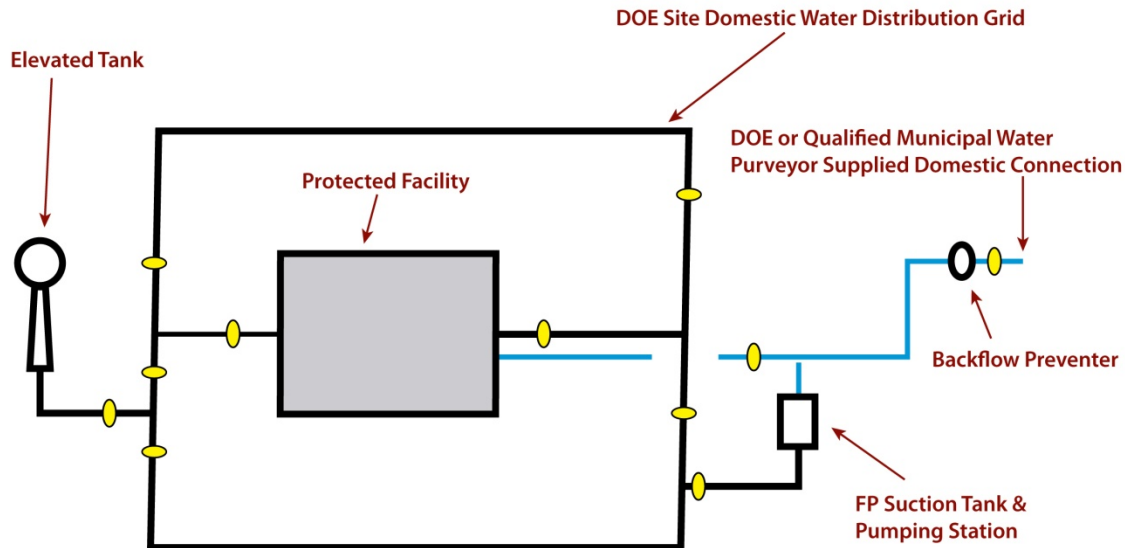 DOE Site Domestic Water Distribution Grid
Elevated Tank
DOE or Qualified Municipal Water
Purveyor Supplied Domestic Connection
Protected Facility
Backflow Preventer
FP Suction Tank &
Pumping Station